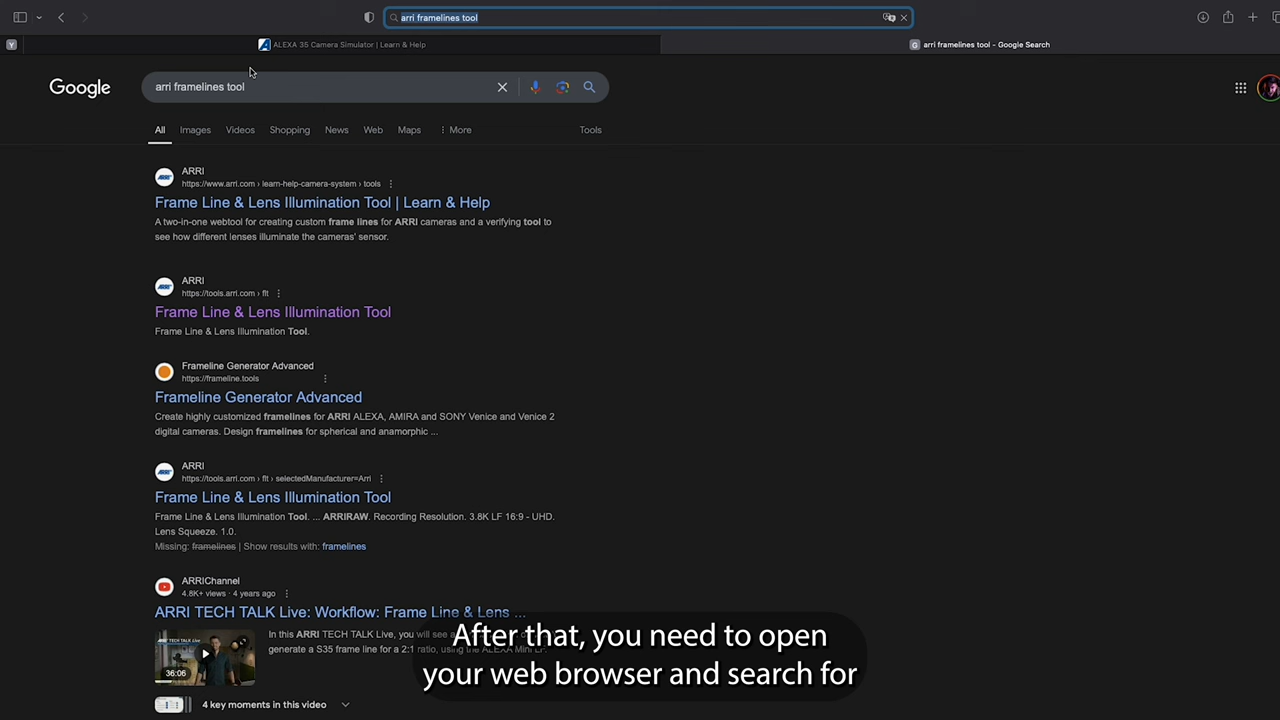 arri framelines tool
Y
ALEXA 35 Camera Simulator | Learn & Help
G arri framelines tool - Google Search
Google
arri framelines tool
All Images Videos Shopping News Web Maps More Tools
ARRI
https://www.arri.com › learn-help-camera-system › tools
Frame Line & Lens Illumination Tool | Learn & Help
A two-in-one webtool for creating custom frame lines for ARRI cameras and a verifying tool to
see how different lenses illuminate the cameras' sensor.
ARRI
https://tools.arri.com › flt
Frame Line & Lens Illumination Tool
Frame Line & Lens Illumination Tool.
Frameline Generator Advanced
https://frameline.tools
Frameline Generator Advanced
Create highly customized framelines for ARRI ALEXA, AMIRA and SONY Venice and Venice 2
digital cameras. Design framelines for spherical and anamorphic ...
ARRI
https://tools.arri.com › flt › selectedManufacturer=Arri
Frame Line & Lens Illumination Tool
Frame Line & Lens Illumination Tool. ... ARRIRAW. Recording Resolution. 3.8K LF 16:9 - UHD.
Lens Squeeze. 1.0.
Missing: framelines | Show results with: framelines
ARRIChannel
4.8K+ views · 4 years ago
ARRI TECH TALK Live: Workflow: Frame Line & Lens ...
In this ARRI TECH TALK Live, you will see a
generate a S35 frame line for a 2:1 ratio, using the ALEXA Mini LF.
36:06
4 key moments in this video
After that, you need to open
your web browser and search for